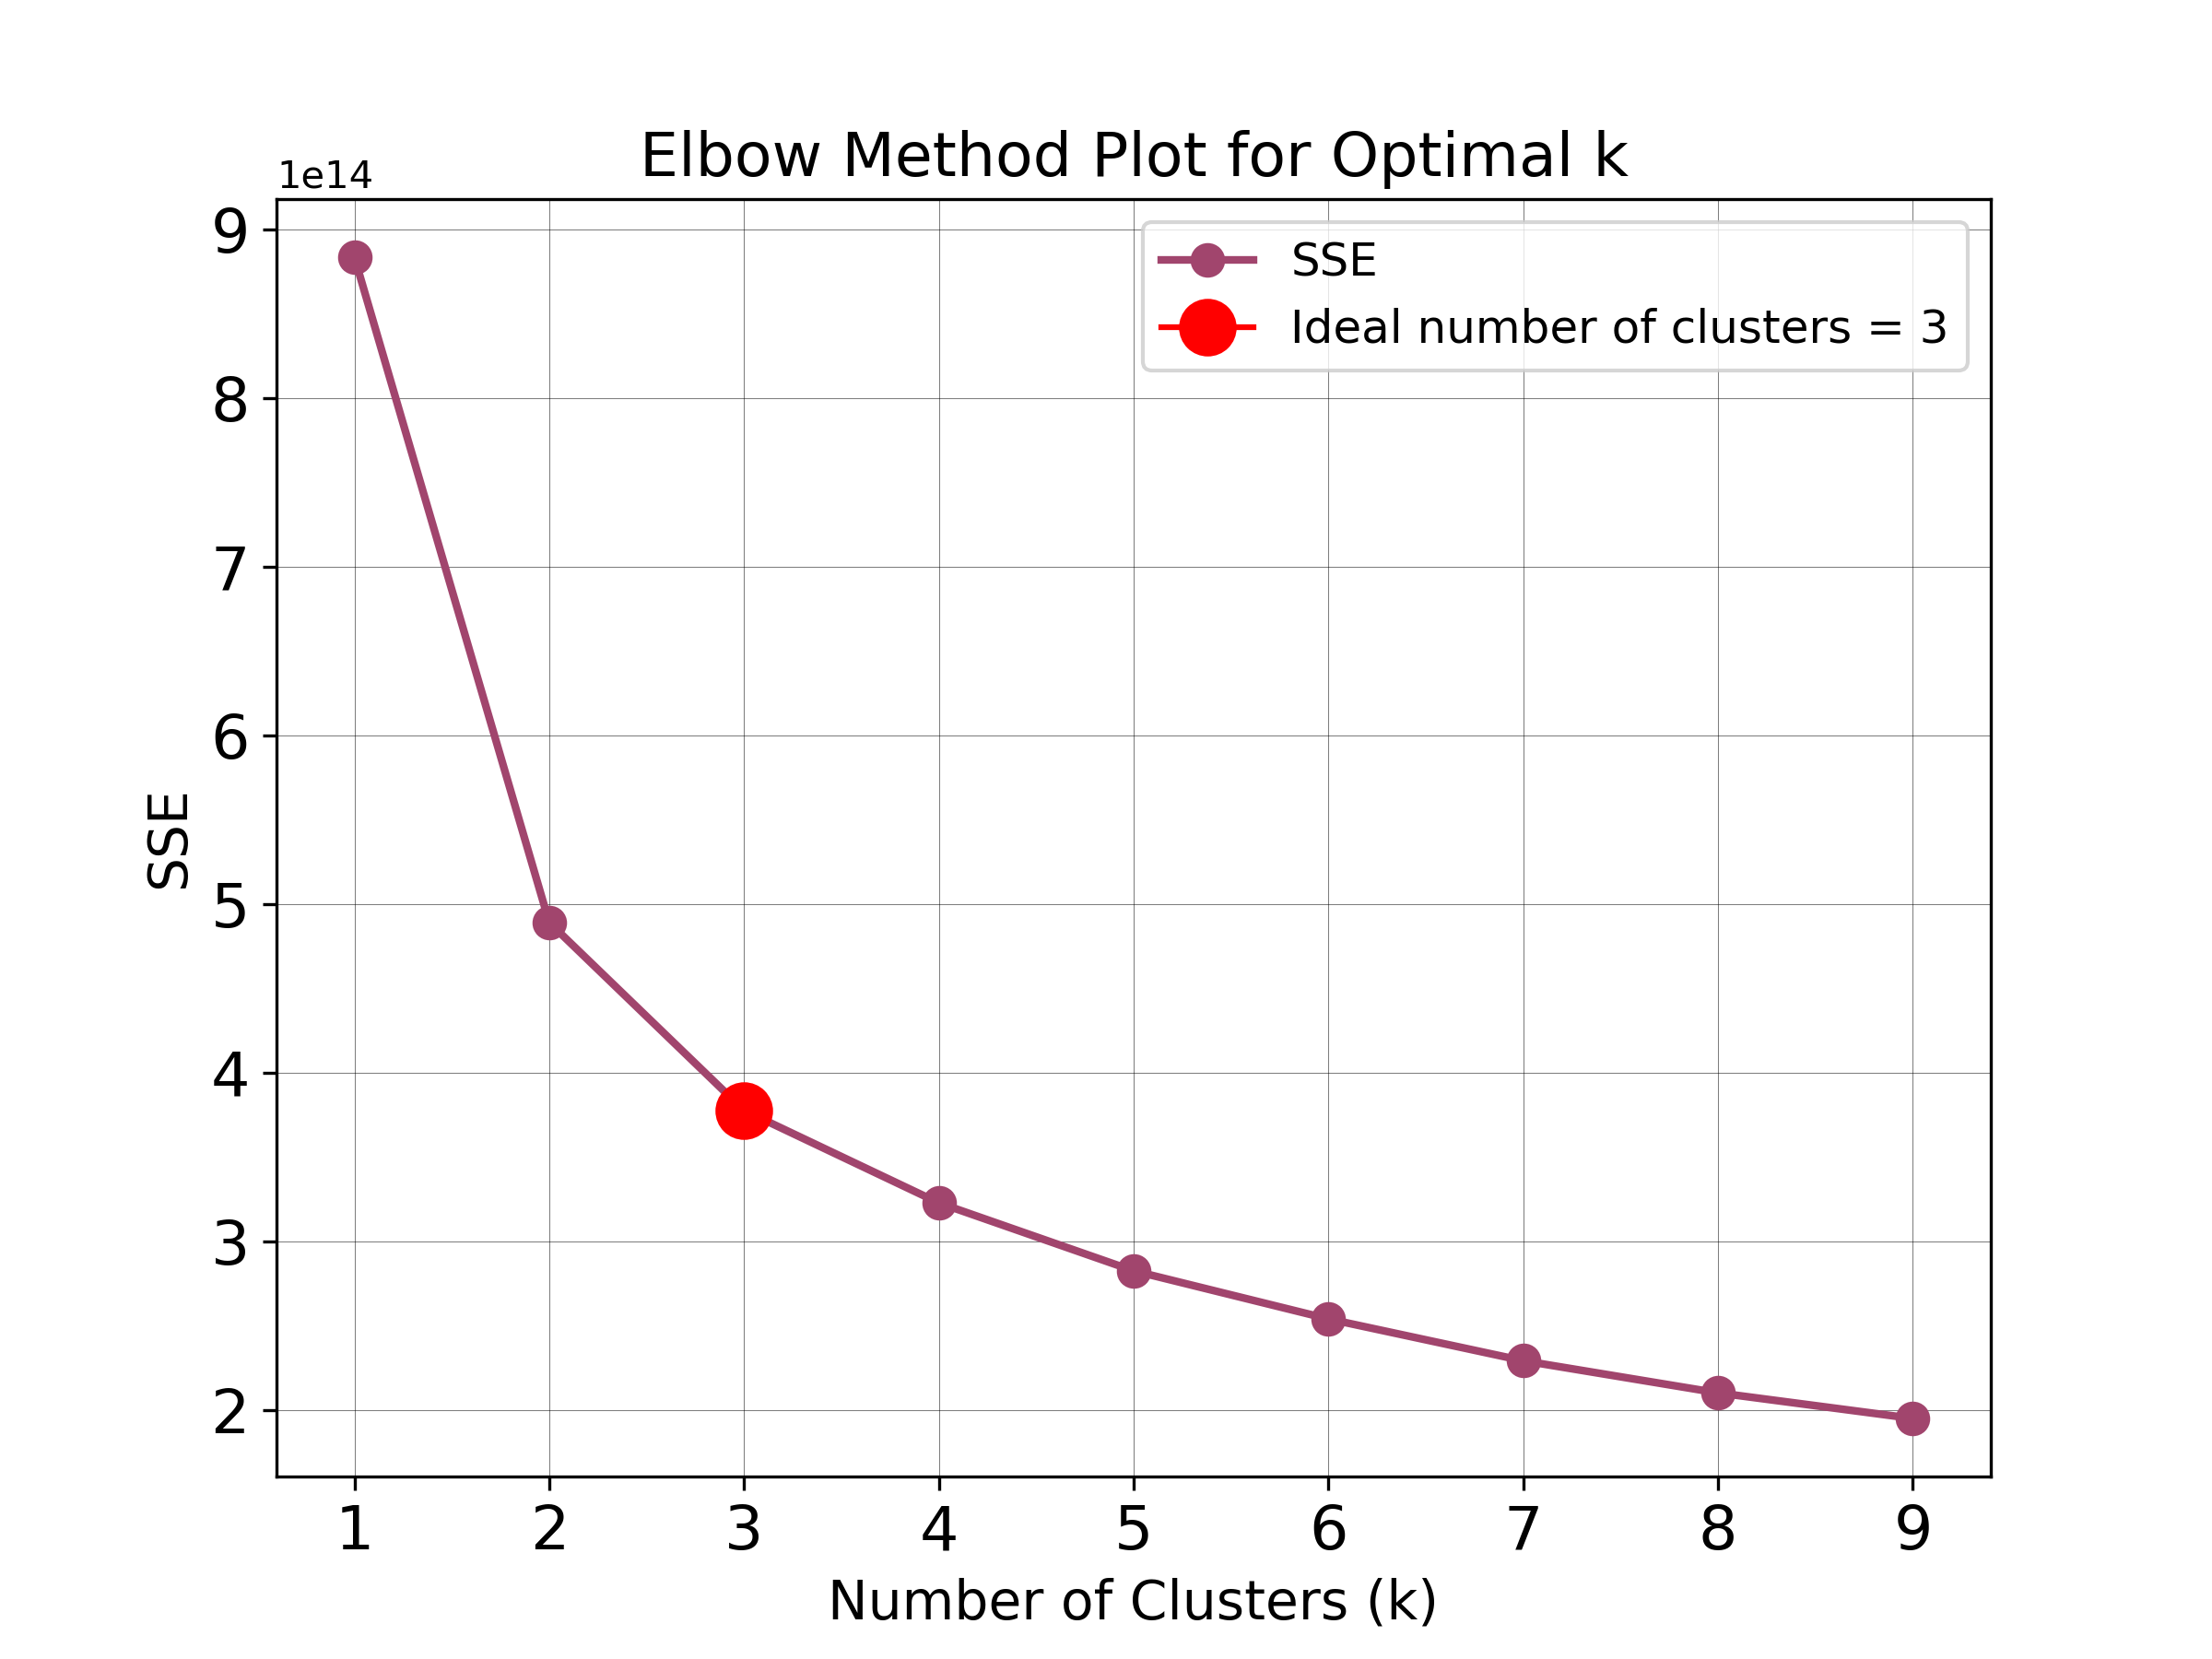 Elbow Method Plot for Optimal k
1e14
9
8
7
6
5
4
3
2
SSE
SSE
Ideal number of clusters = 3
1 2 3 4 5 6 7 8 9
Number of Clusters (k)